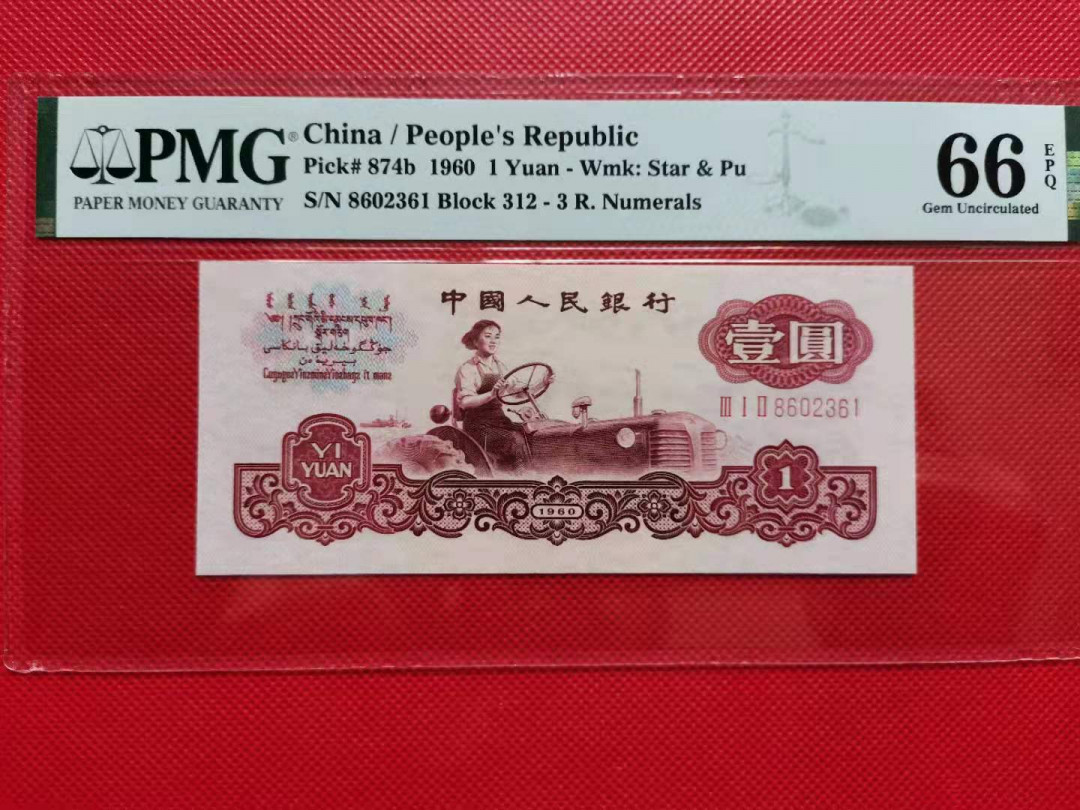 PMG®
PAPER MONEY GUARANTY
China / People's Republic
Pick# 874b 1960 1 Yuan - Wmk: Star & Pu
S/N 8602361 Block 312 - 3 R. Numerals
66
EPQ
Gem Uncirculated
中國人民銀行
壹圓
III I II 8602361
YI
YUAN
1
1960